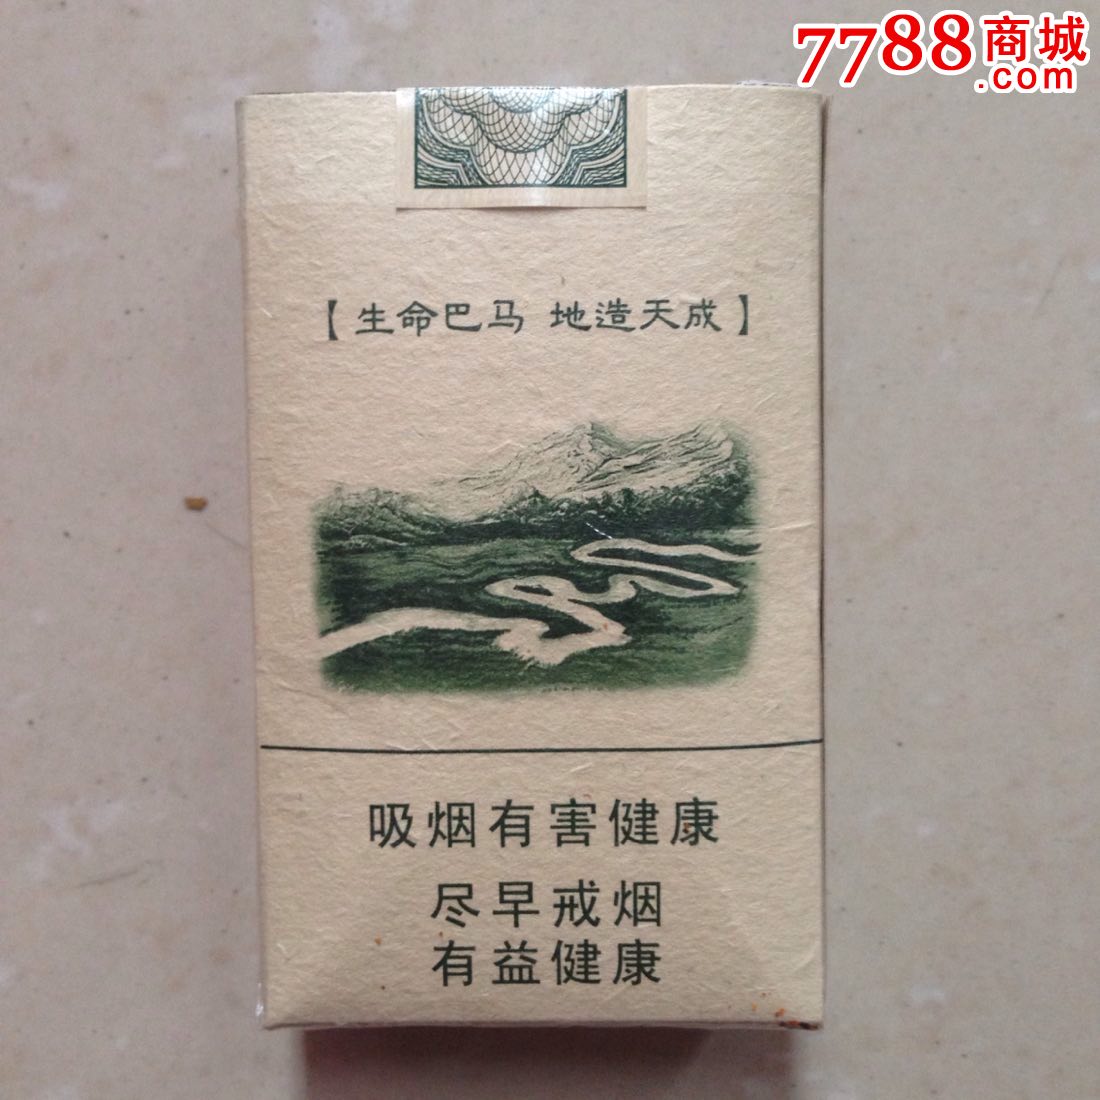 7788商城
.com
【生命巴马 地造天成】
吸烟有害健康
尽早戒烟
有益健康